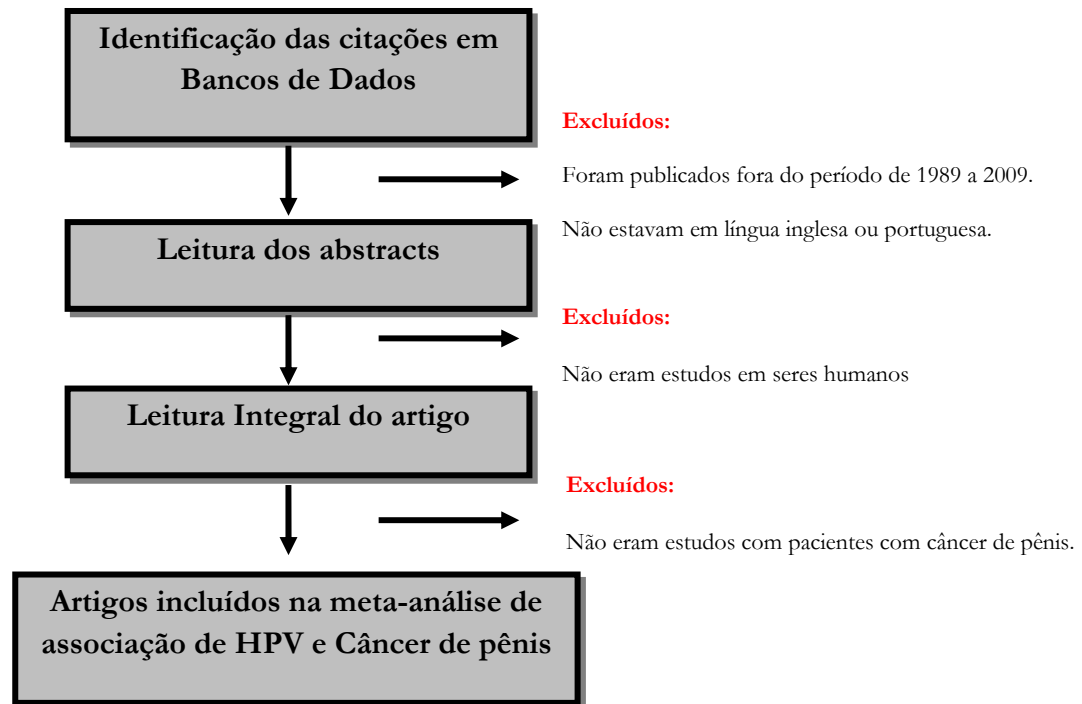 Identificação das citações em
Bancos de Dados
Excluídos:
Foram publicados fora do período de 1989 a 2009.
Não estavam em língua inglesa ou portuguesa.
Leitura dos abstracts
Excluídos:
Não eram estudos em seres humanos
Leitura Integral do artigo
Excluídos:
Não eram estudos com pacientes com câncer de pênis.
Artigos incluídos na meta-análise de
associação de HPV e Câncer de pênis